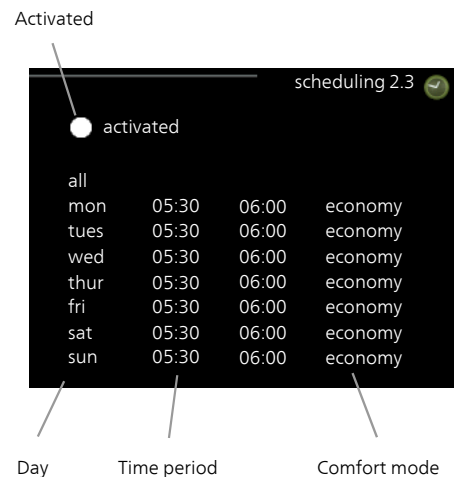 Activated
scheduling 2.3
activated
all
mon 05:30 06:00 economy
tues 05:30 06:00 economy
wed 05:30 06:00 economy
thur 05:30 06:00 economy
fri 05:30 06:00 economy
sat 05:30 06:00 economy
sun 05:30 06:00 economy
Day Time period Comfort mode